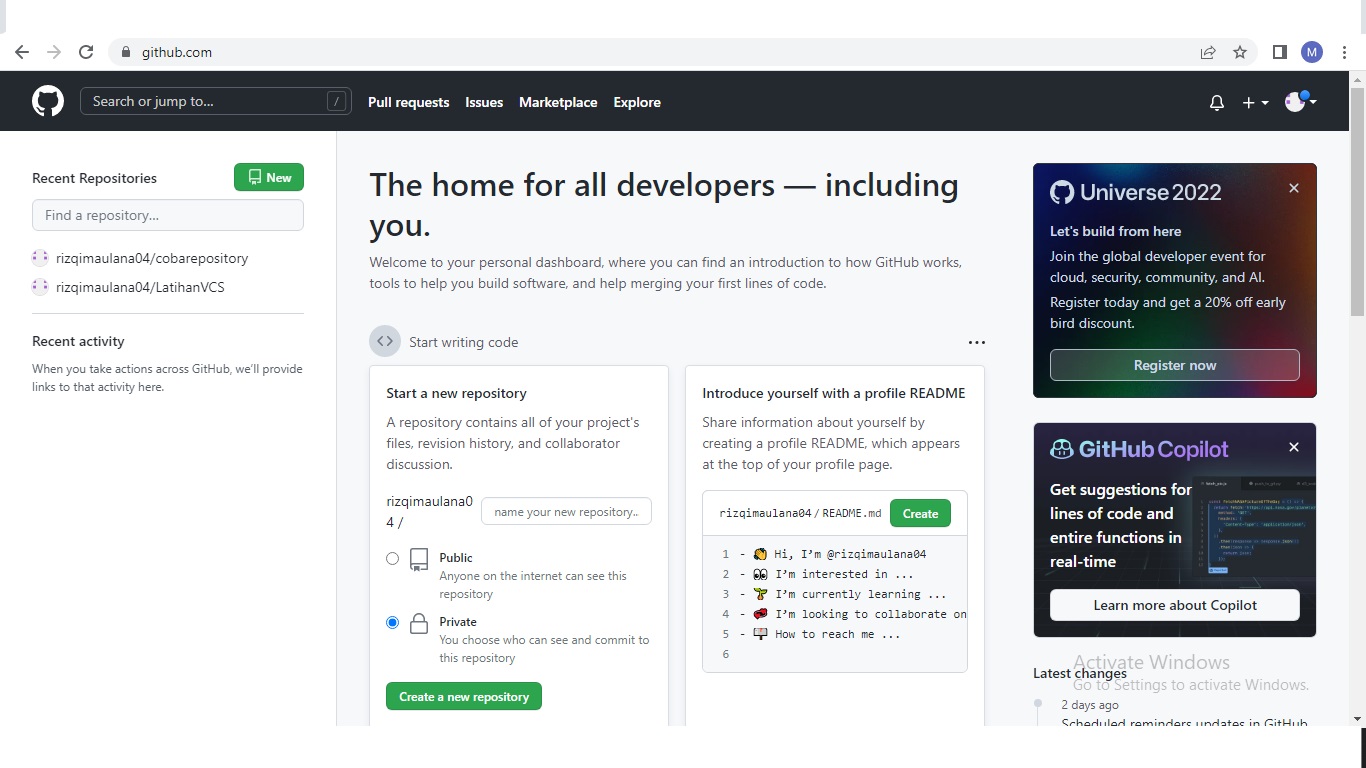 github.com
M
Search or jump to... /
Pull requests Issues Marketplace Explore
Recent Repositories
New
Find a repository...
rizqimaulana04/cobarepository
rizqimaulana04/LatihanVCS
Recent activity
When you take actions across GitHub, we'll provide
links to that activity here.
The home for all developers — including
you.
Welcome to your personal dashboard, where you can find an introduction to how GitHub works,
tools to help you build software, and help merging your first lines of code.
Start writing code
Start a new repository
A repository contains all of your project's
files, revision history, and collaborator
discussion.
rizqimaulana0
4 /
name your new repository...
Public
Anyone on the internet can see this
repository
Private
You choose who can see and commit to
this repository
Create a new repository
Introduce yourself with a profile README
Share information about yourself by
creating a profile README, which appears
at the top of your profile page.
rizqimaulana04 / README.md
Create
1 - 👋 Hi, I'm @rizqimaulana04
2 - 👀 I'm interested in ...
3 - 🌱 I'm currently learning ...
4 - 💞️ I'm looking to collaborate on
5 - 📫 How to reach me ...
6
Universe 2022
Let's build from here
Join the global developer event for
cloud, security, community, and AI.
Register today and get a 20% off early
bird discount.
Register now
GitHub Copilot
Get suggestions for
lines of code and
entire functions in
real-time
Learn more about Copilot
Activate Windows
Go to Settings to activate Windows.
Latest changes
2 days ago
Scheduled reminders updates in GitHub